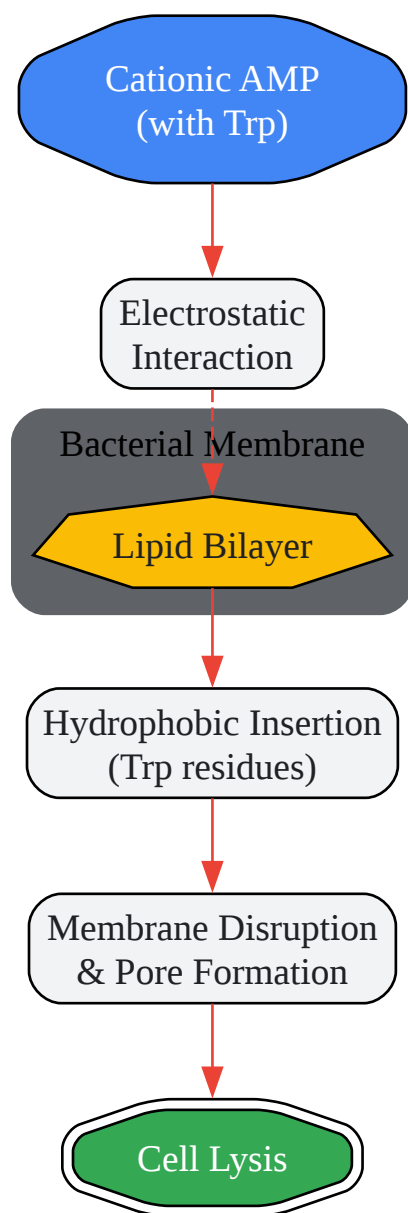 Cationic AMP
(with Trp)
Electrostatic
Interaction
Bacterial Membrane
Lipid Bilayer
Hydrophobic Insertion
(Trp residues)
Membrane Disruption
& Pore Formation
Cell Lysis